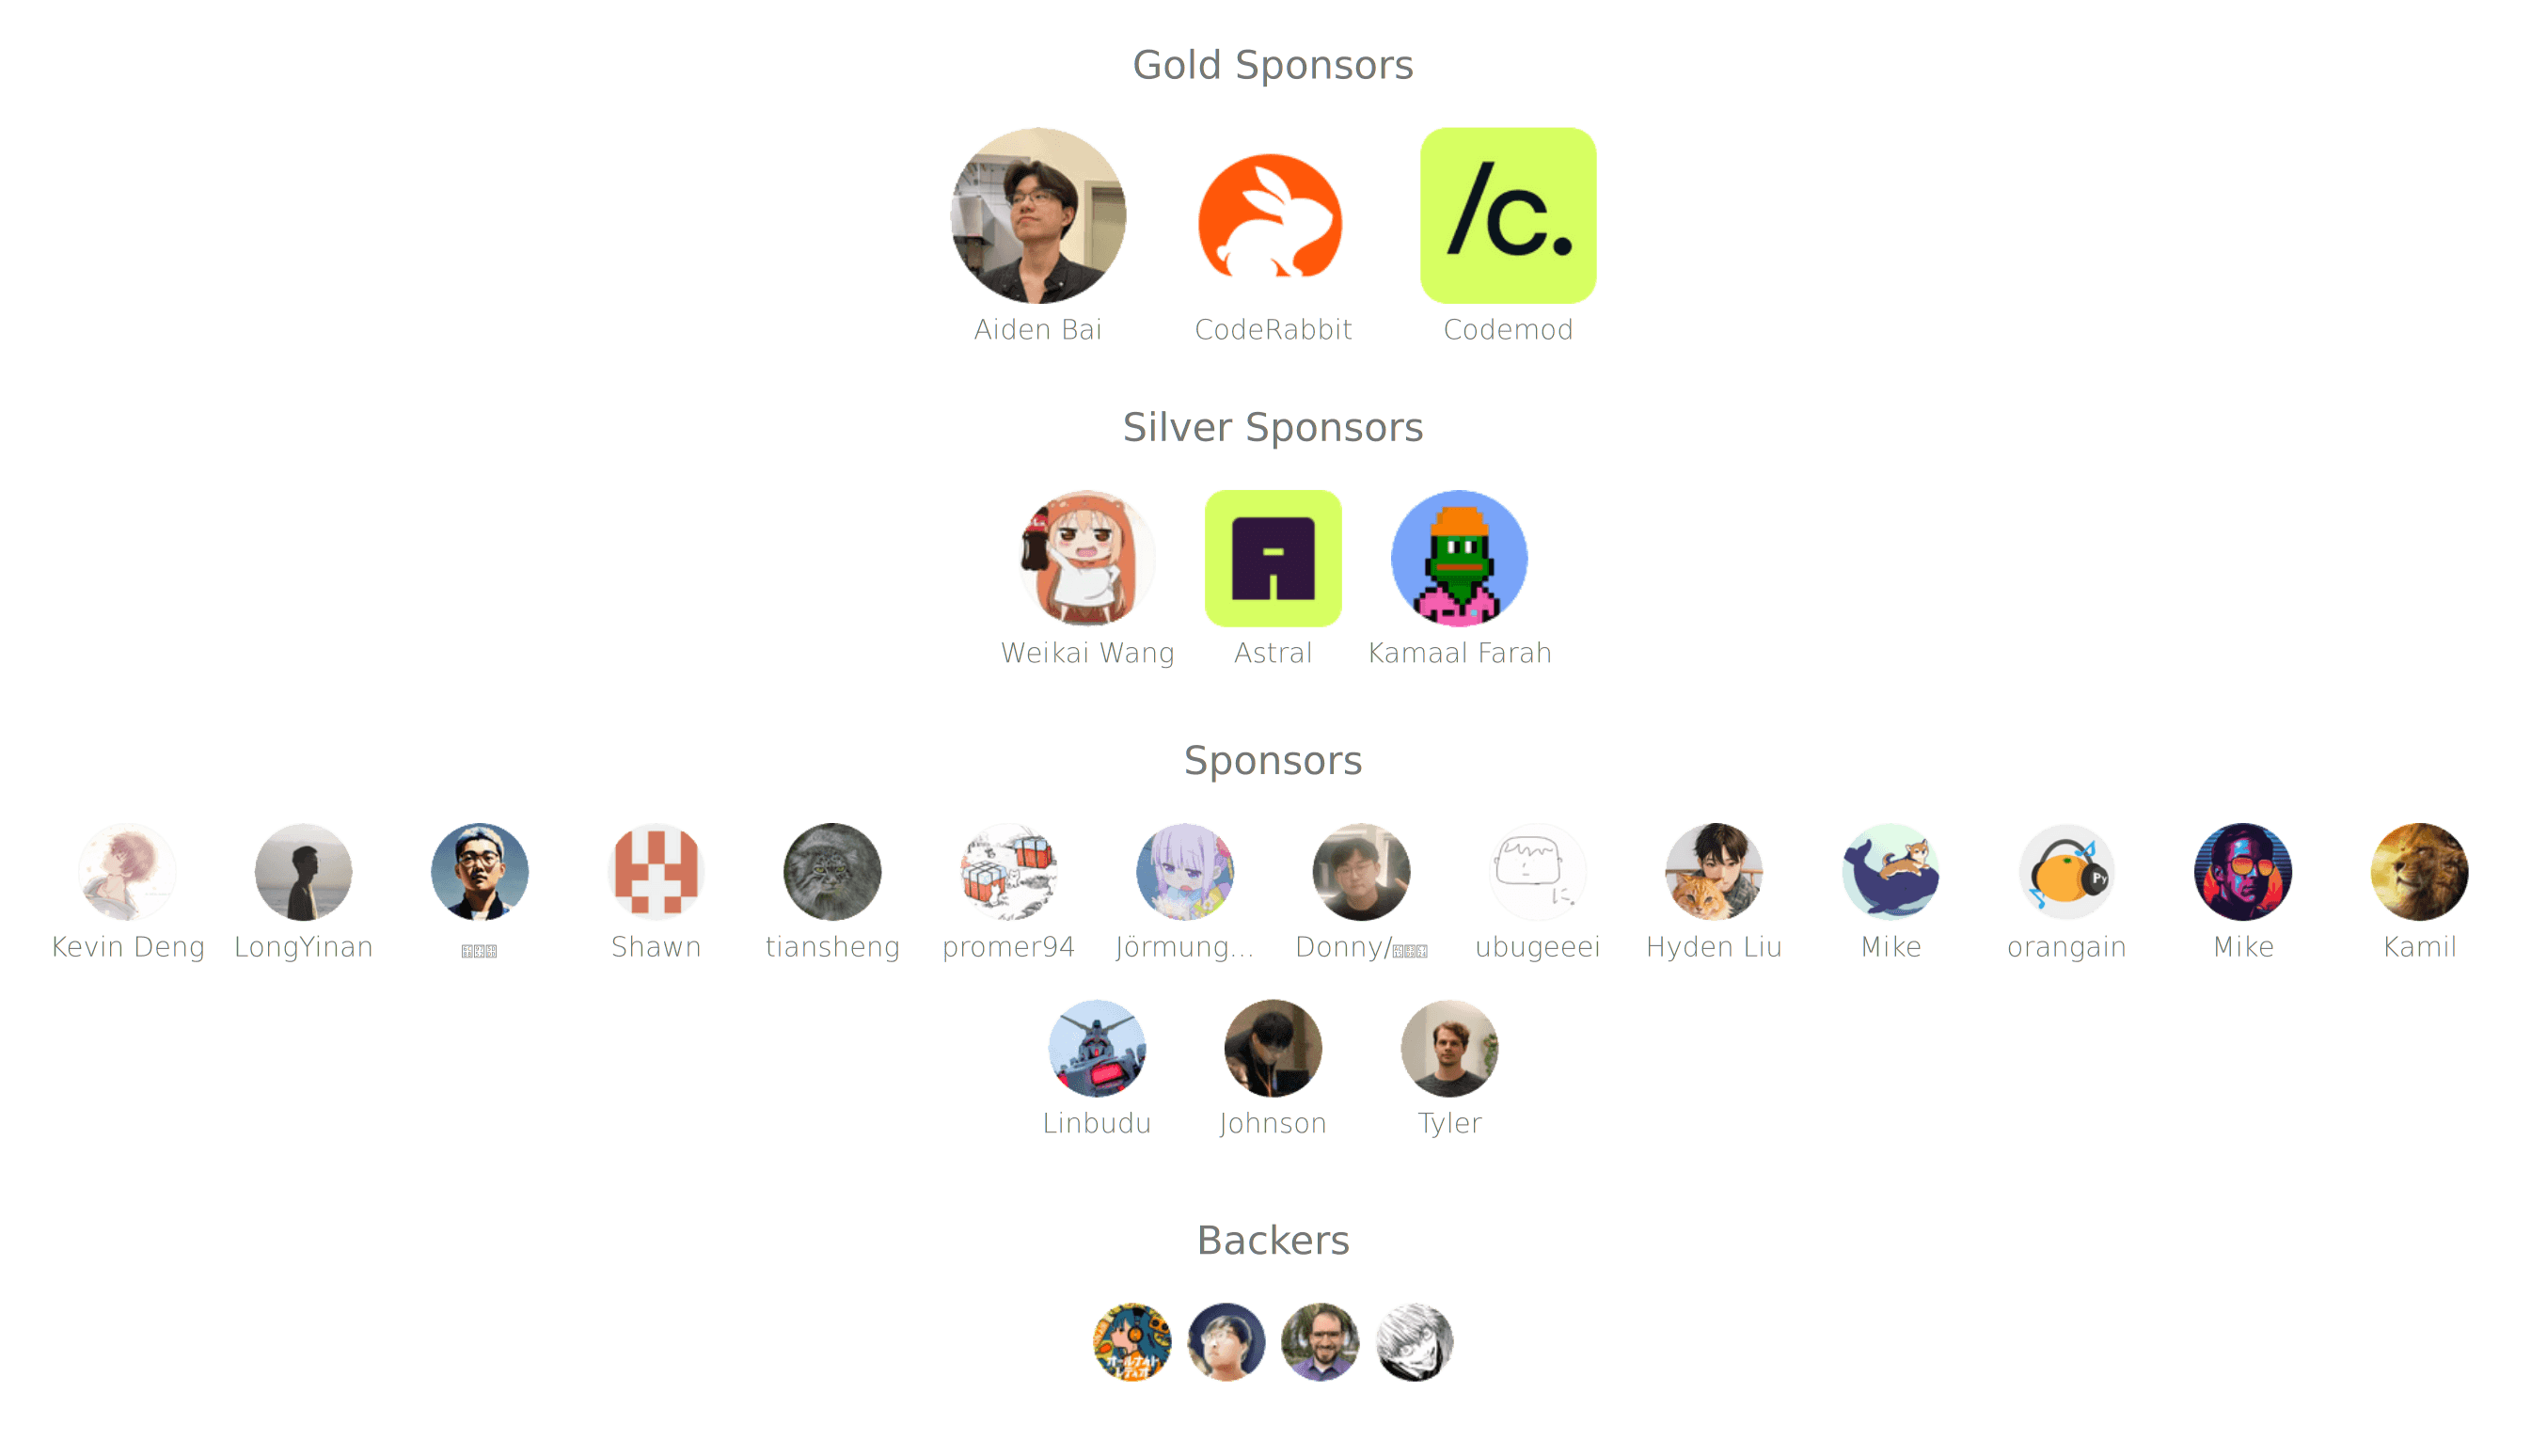 Gold Sponsors
/c.
Aiden Bai CodeRabbit Codemod
Silver Sponsors
A
Weikai Wang Astral Kamaal Farah
Sponsors
Py
Kevin Deng LongYinan Shawn tiansheng promer94 Jörmung... Donny/ ubugeeei Hyden Liu Mike orangain Mike Kamil
Linbudu Johnson Tyler
Backers